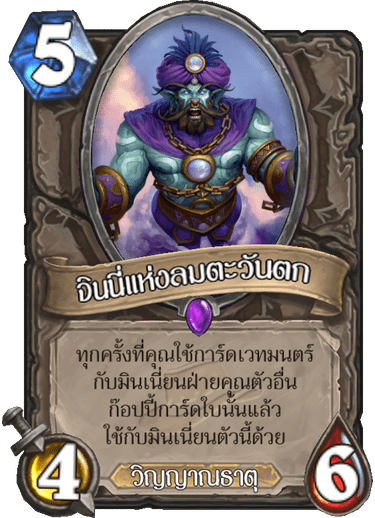 5
จินนี่แห่งลมตะวันตก
ทุกครั้งที่คุณใช้การ์ดเวทมนตร์
กับมินเนี่ยนฝ่ายคุณตัวอื่น
ก๊อปปี้การ์ดใบนั้นแล้ว
ใช้กับมินเนี่ยนตัวนี้ด้วย
4
วิญญาณธาตุ
6